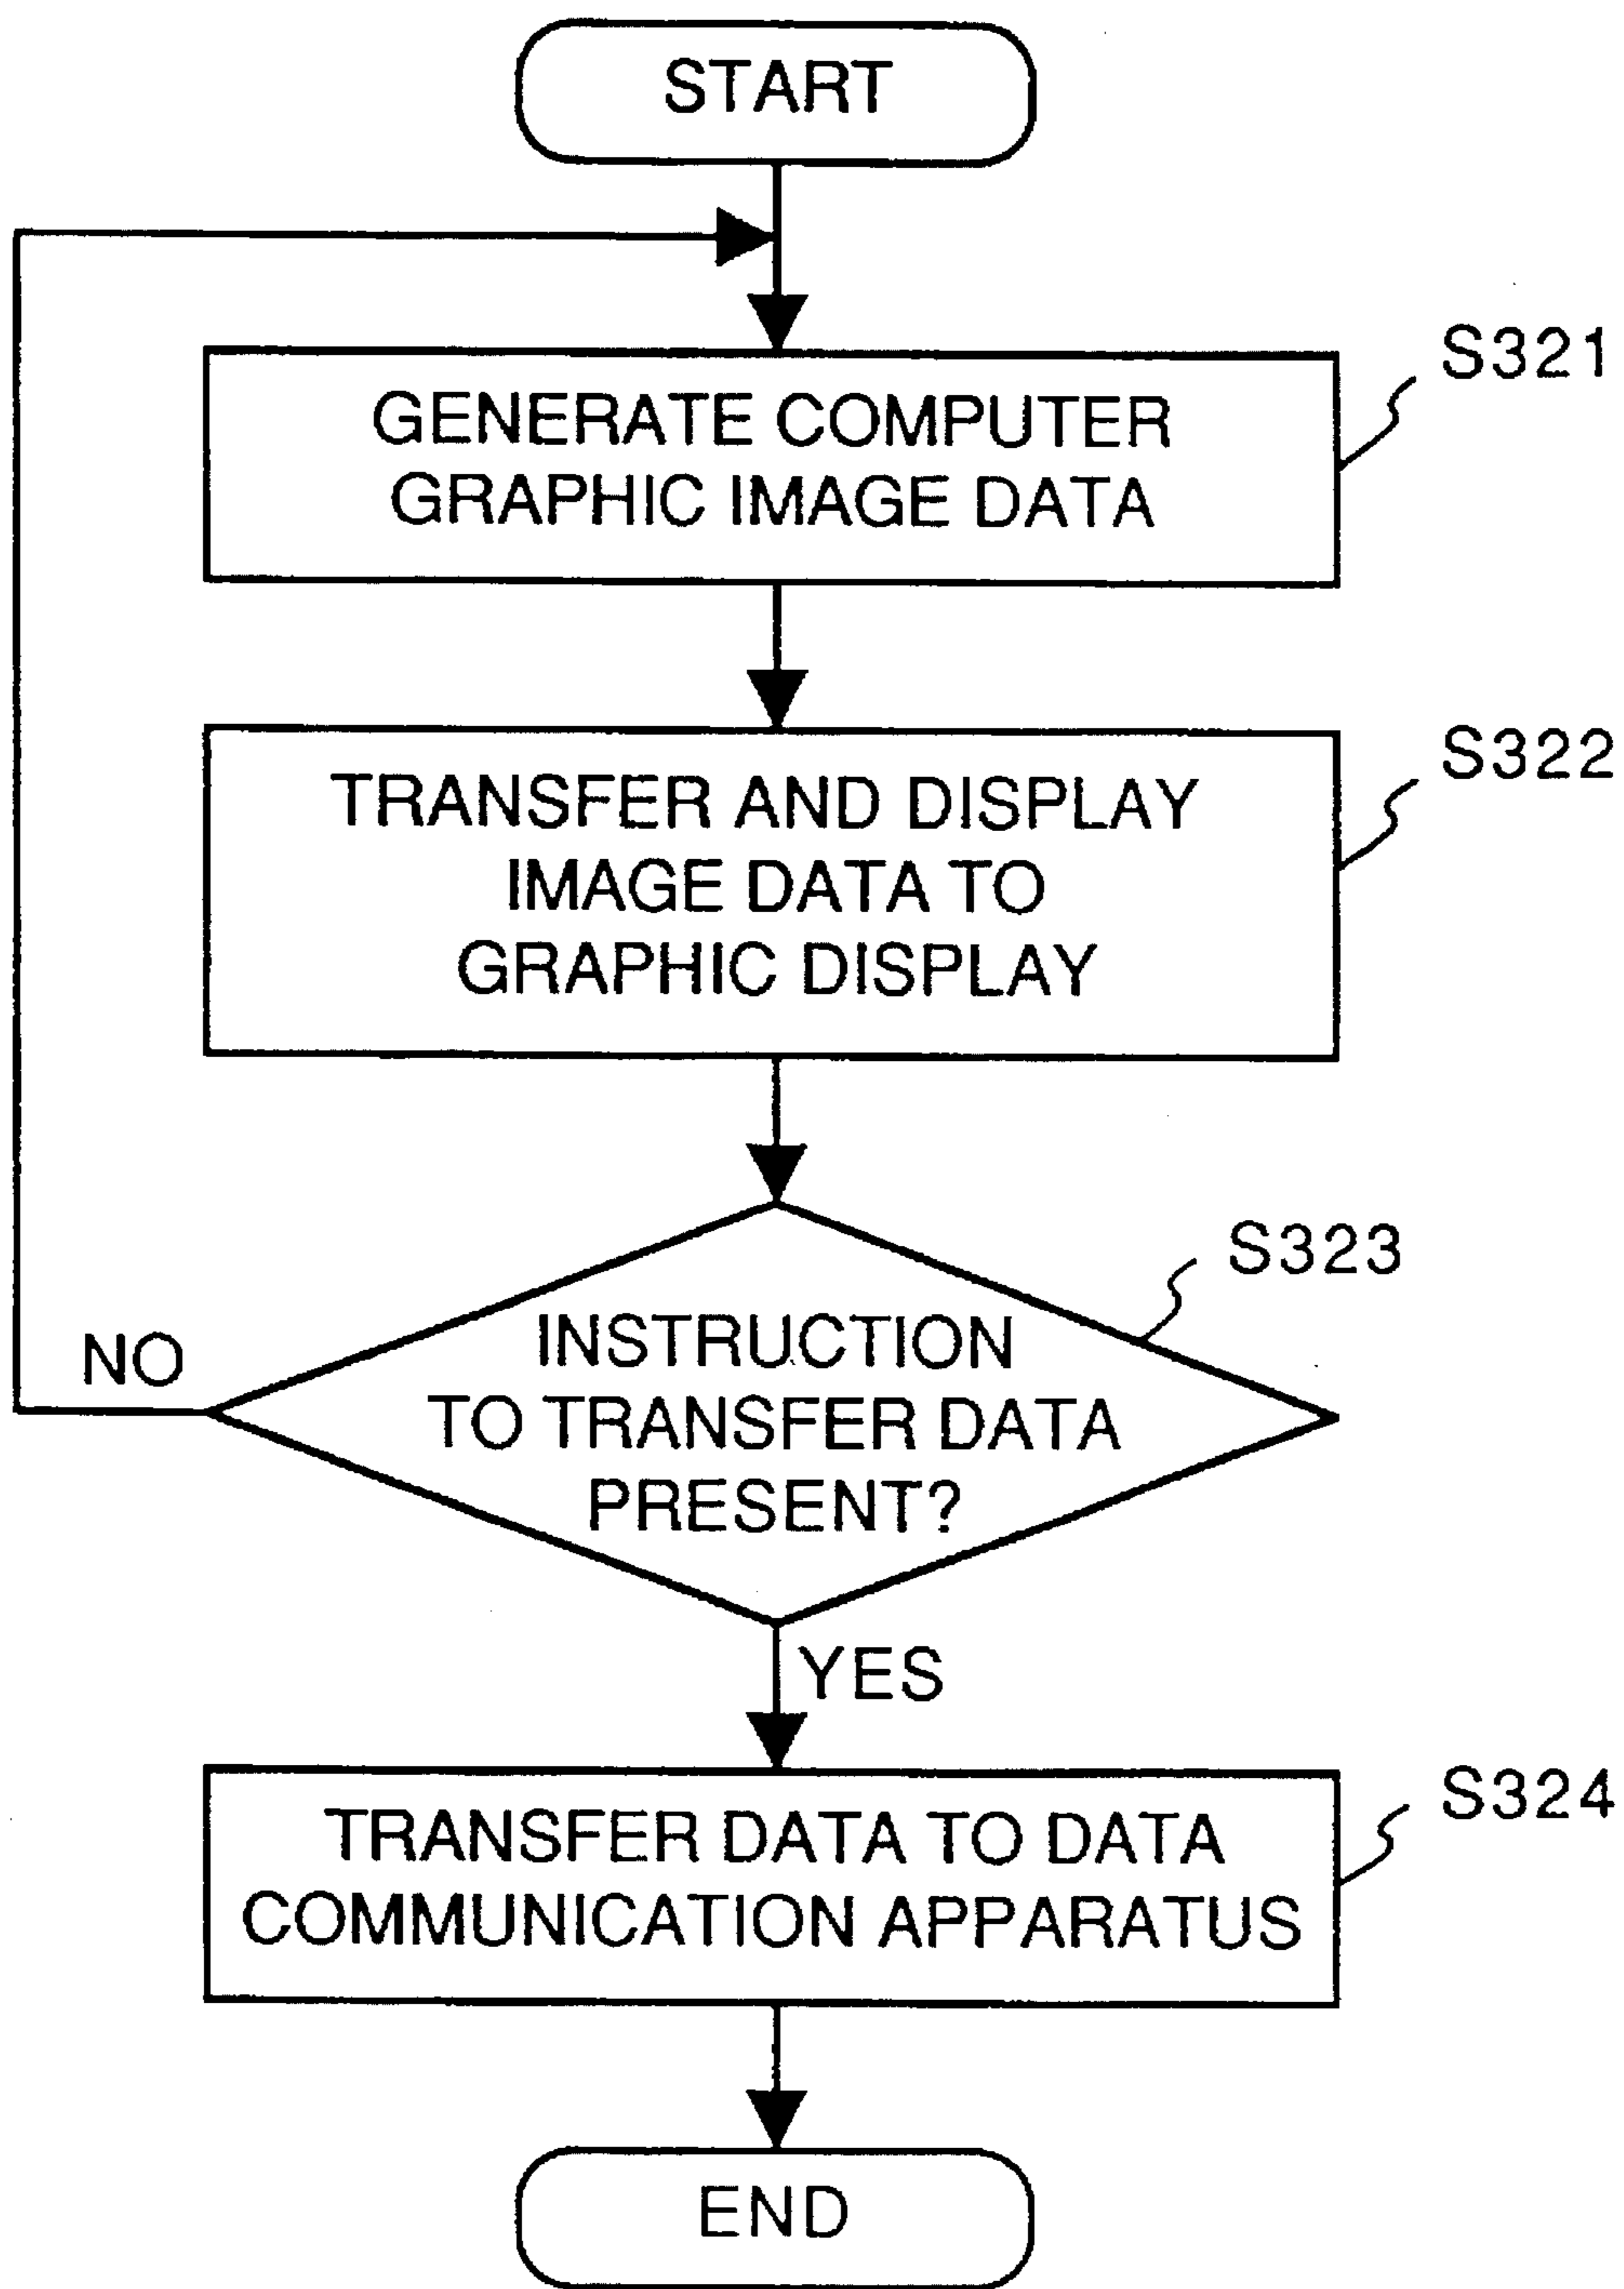 START
S321
GENERATE COMPUTER
GRAPHIC IMAGE DATA
S322
TRANSFER AND DISPLAY
IMAGE DATA TO
GRAPHIC DISPLAY
S323
INSTRUCTION
TO TRANSFER DATA
PRESENT?
NO
YES
S324
TRANSFER DATA TO DATA
COMMUNICATION APPARATUS
END